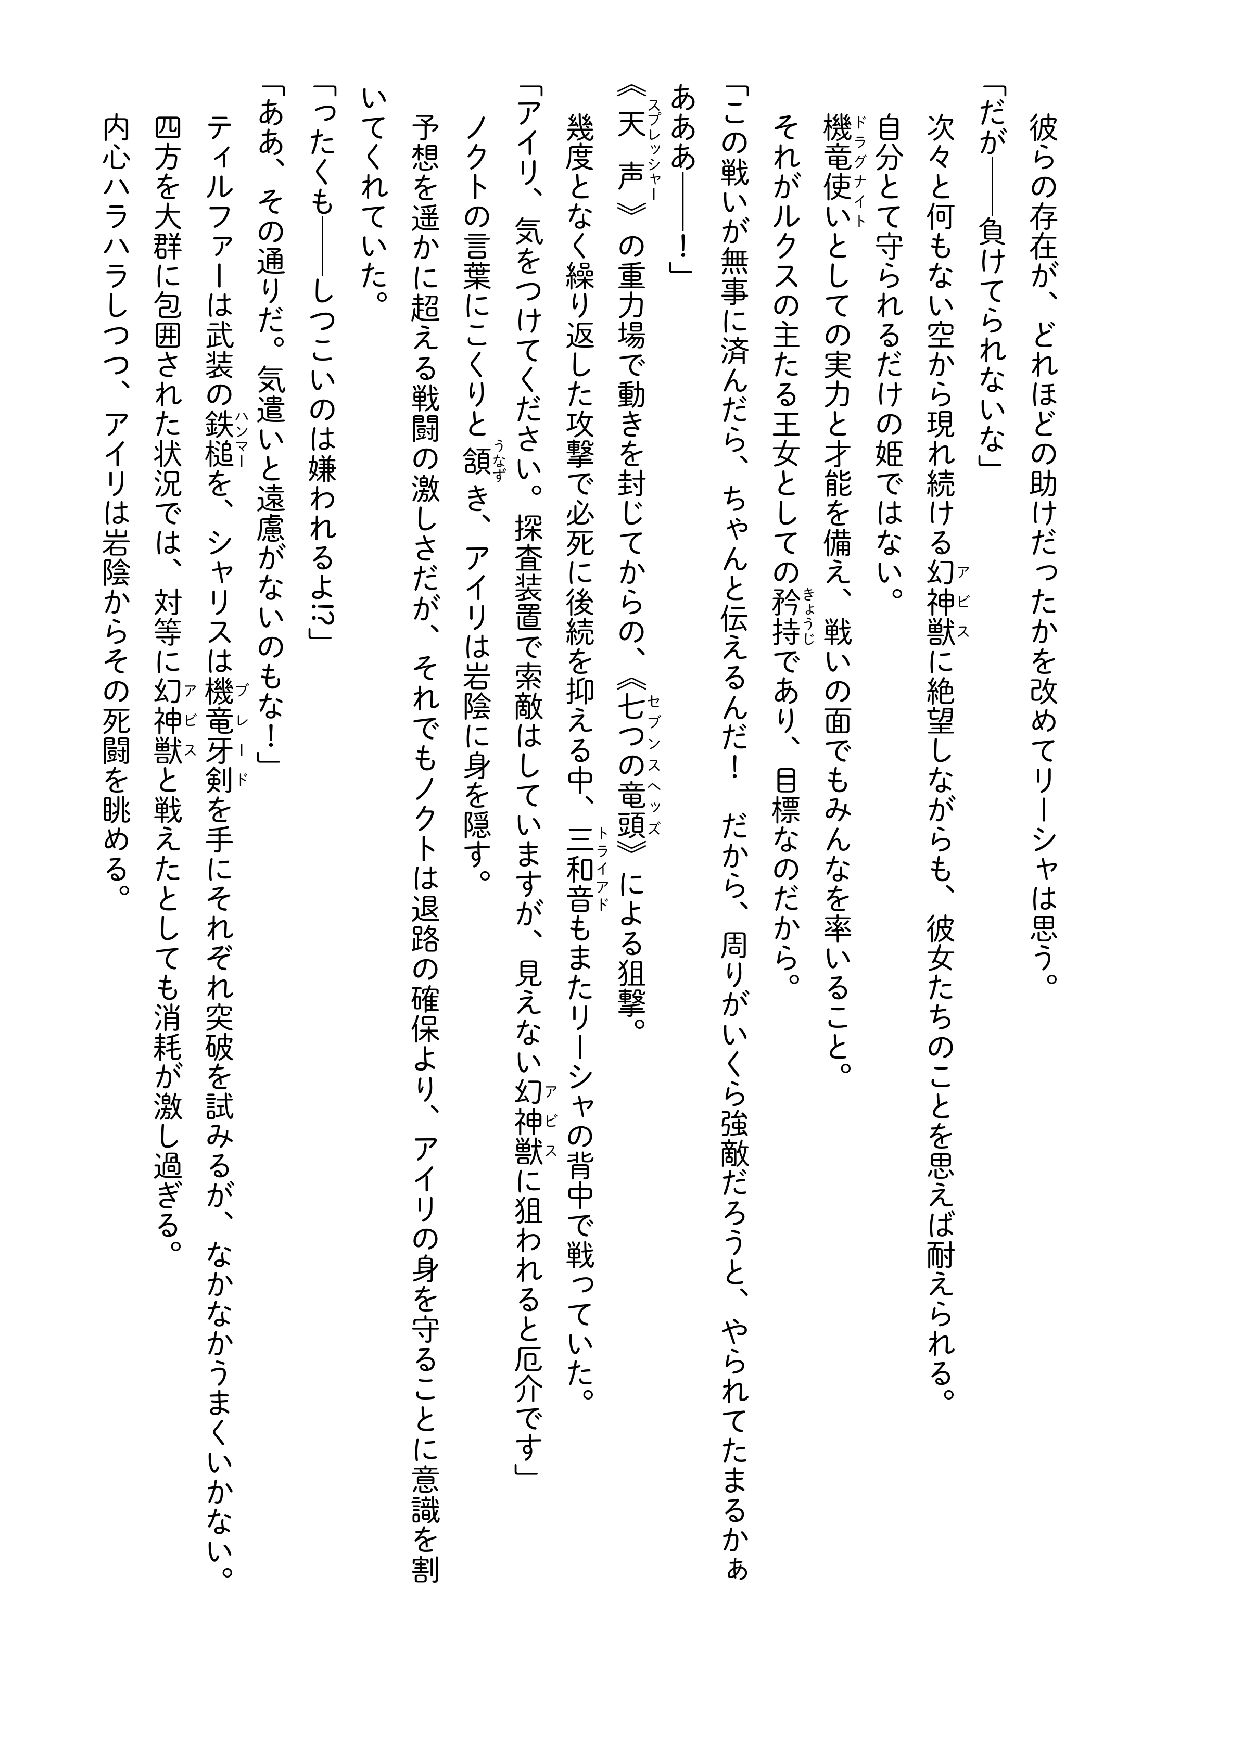 彼らの存在が、どれほどの助けだったかを改めてリーシャは思う。
「だが――負けてられないな」
次々と何もない空から現れ続ける幻神獣に絶望しながらも、彼女たちのことを思えば耐えられる。
アビス
自分とて守られるだけの姫ではない。
機竜使いとしての実力と才能を備え、戦いの面でもみんなを率いること。
ドラグナイト
それがルクスの主たる王女としての矜持であり、目標なのだから。
きょうじ
「この戦いが無事に済んだら、ちゃんと伝えるんだ！　だから、周りがいくら強敵だろうと、やられてたまるかぁ
あああ――！」
《天声》の重力場で動きを封じてからの、《七つの竜頭》による狙撃。
スプレッシャー
セブンスヘッズ
幾度となく繰り返した攻撃で必死に後続を抑える中、三和音もまたリーシャの背中で戦っていた。
トライアド
「アイリ、気をつけてください。探査装置で索敵はしていますが、見えない幻神獣に狙われると厄介です」
アビス
ノクトの言葉にこくりと頷き、アイリは岩陰に身を隠す。
うなず
予想を遥かに超える戦闘の激しさだが、それでもノクトは退路の確保より、アイリの身を守ることに意識を割
いてくれていた。
「ったくも――しつこいのは嫌われるよ!?」
「ああ、その通りだ。気遣いと遠慮がないのもな！」
ティルファーは武装の鉄槌を、シャリスは機竜牙剣を手にそれぞれ突破を試みるが、なかなかうまくいかない。
ハンマー
ブレード
四方を大群に包囲された状況では、対等に幻神獣と戦えたとしても消耗が激し過ぎる。
アビス
内心ハラハラしつつ、アイリは岩陰からその死闘を眺める。